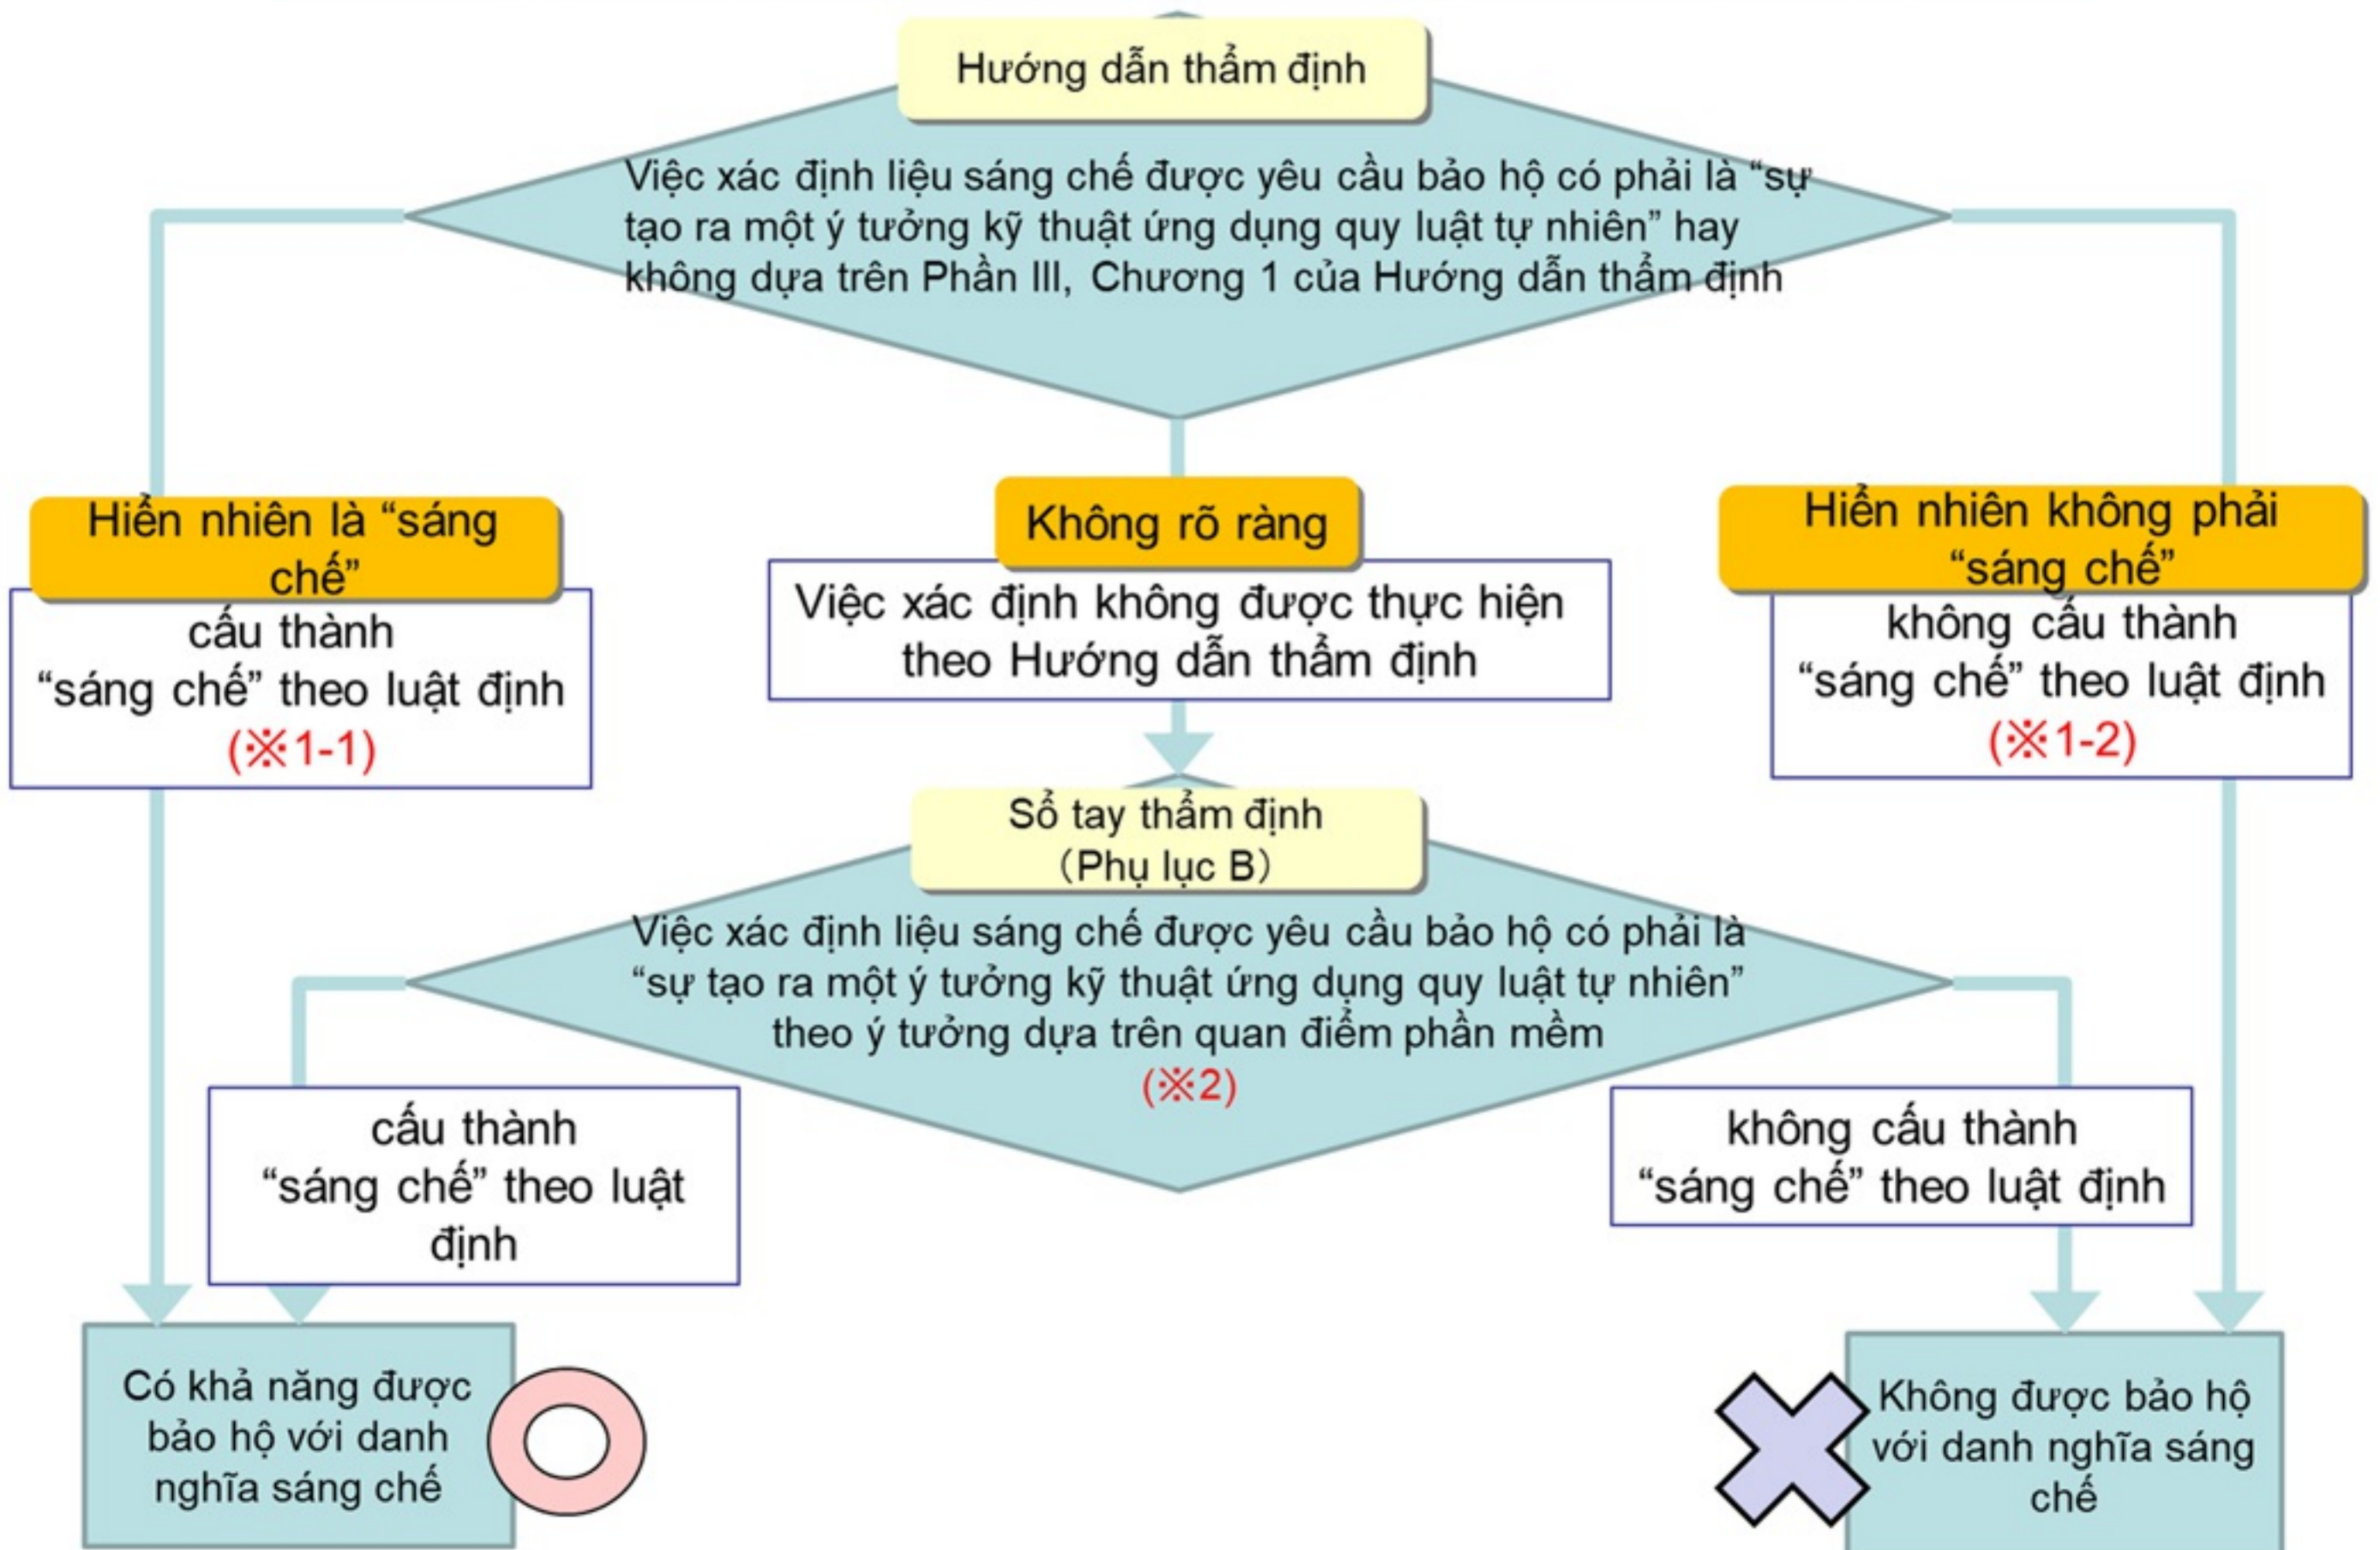 Hướng dẫn thẩm định
Việc xác định liệu sáng chế được yêu cầu bảo hộ có phải là “sự
tạo ra một ý tưởng kỹ thuật ứng dụng quy luật tự nhiên” hay
không dựa trên Phần III, Chương 1 của Hướng dẫn thẩm định
Hiển nhiên là “sáng
chế”
cấu thành
“sáng chế” theo luật định
(※1-1)
Không rõ ràng
Việc xác định không được thực hiện
theo Hướng dẫn thẩm định
Hiển nhiên không phải
“sáng chế”
không cấu thành
“sáng chế” theo luật định
(※1-2)
Sổ tay thẩm định
（Phụ lục B）
Việc xác định liệu sáng chế được yêu cầu bảo hộ có phải là
“sự tạo ra một ý tưởng kỹ thuật ứng dụng quy luật tự nhiên”
theo ý tưởng dựa trên quan điểm phần mềm
(※2)
cấu thành
“sáng chế” theo luật
định
không cấu thành
“sáng chế” theo luật định
Có khả năng được
bảo hộ với danh
nghĩa sáng chế
Không được bảo hộ
với danh nghĩa sáng
chế